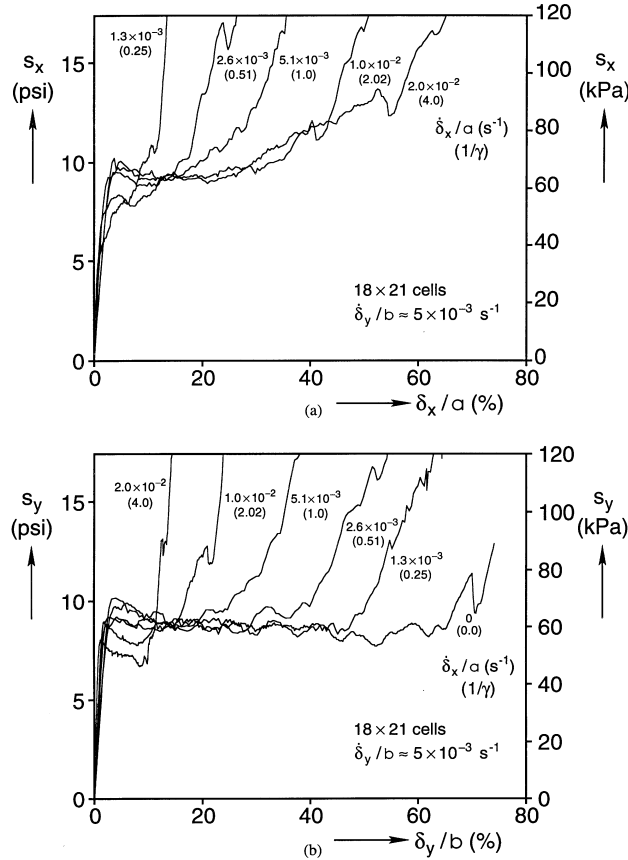 120
1.3×10⁻³
(0.25)
2.6×10⁻³
(0.51)
5.1×10⁻³
(1.0)
1.0×10⁻²
(2.02)
2.0×10⁻²
(4.0)
sₓ
(psi)
15
10
5
0
sₓ
(kPa)
100
80
60
40
20
0
δ̇ₓ/a (s⁻¹)
(1/γ)
18×21 cells
δ̇y/b ≈ 5×10⁻³ s⁻¹
0 20 40 60 80
(a) δₓ/a (%)
120
2.0×10⁻²
(4.0)
1.0×10⁻²
(2.02)
5.1×10⁻³
(1.0)
2.6×10⁻³
(0.51)
1.3×10⁻³
(0.25)
0
(0.0)
sy
(psi)
15
10
5
0
sy
(kPa)
100
80
60
40
20
0
δ̇ₓ/a (s⁻¹)
(1/γ)
18×21 cells
δ̇y/b ≈ 5×10⁻³ s⁻¹
0 20 40 60 80
(b) δy/b (%)